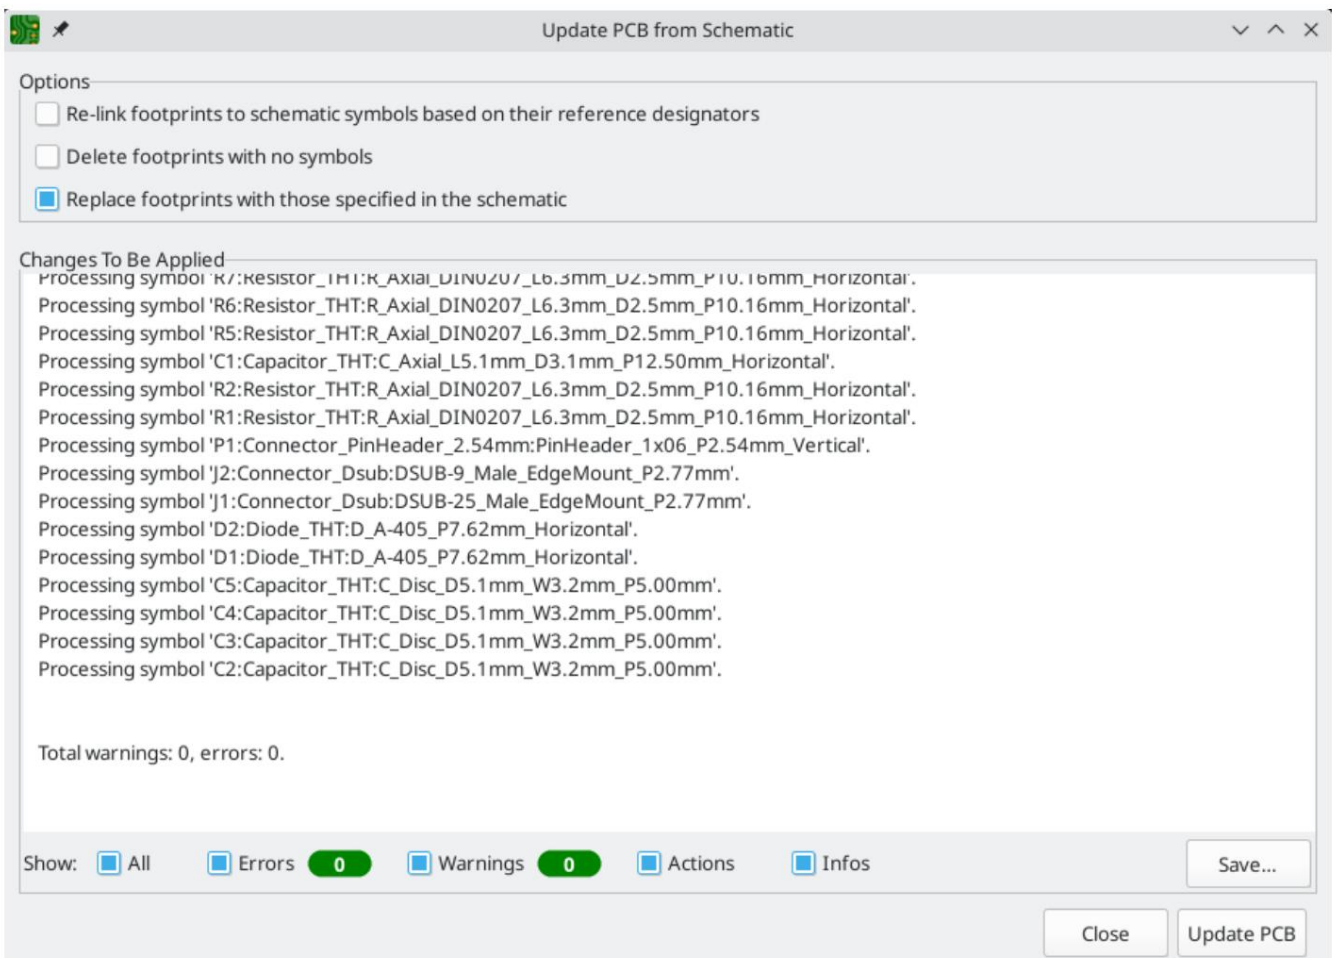 Update PCB from Schematic
Options
Re-link footprints to schematic symbols based on their reference designators
Delete footprints with no symbols
Replace footprints with those specified in the schematic
Changes To Be Applied
Processing symbol 'R7:Resistor_THT:R_Axial_DIN0207_L6.3mm_D2.5mm_P10.16mm_Horizontal'.
Processing symbol 'R6:Resistor_THT:R_Axial_DIN0207_L6.3mm_D2.5mm_P10.16mm_Horizontal'.
Processing symbol 'R5:Resistor_THT:R_Axial_DIN0207_L6.3mm_D2.5mm_P10.16mm_Horizontal'.
Processing symbol 'C1:Capacitor_THT:C_Axial_L5.1mm_D3.1mm_P12.50mm_Horizontal'.
Processing symbol 'R2:Resistor_THT:R_Axial_DIN0207_L6.3mm_D2.5mm_P10.16mm_Horizontal'.
Processing symbol 'R1:Resistor_THT:R_Axial_DIN0207_L6.3mm_D2.5mm_P10.16mm_Horizontal'.
Processing symbol 'P1:Connector_PinHeader_2.54mm:PinHeader_1x06_P2.54mm_Vertical'.
Processing symbol 'J2:Connector_Dsub:DSUB-9_Male_EdgeMount_P2.77mm'.
Processing symbol 'J1:Connector_Dsub:DSUB-25_Male_EdgeMount_P2.77mm'.
Processing symbol 'D2:Diode_THT:D_A-405_P7.62mm_Horizontal'.
Processing symbol 'D1:Diode_THT:D_A-405_P7.62mm_Horizontal'.
Processing symbol 'C5:Capacitor_THT:C_Disc_D5.1mm_W3.2mm_P5.00mm'.
Processing symbol 'C4:Capacitor_THT:C_Disc_D5.1mm_W3.2mm_P5.00mm'.
Processing symbol 'C3:Capacitor_THT:C_Disc_D5.1mm_W3.2mm_P5.00mm'.
Processing symbol 'C2:Capacitor_THT:C_Disc_D5.1mm_W3.2mm_P5.00mm'.
Total warnings: 0, errors: 0.
Show: All Errors 0 Warnings 0 Actions Infos Save...
Close Update PCB